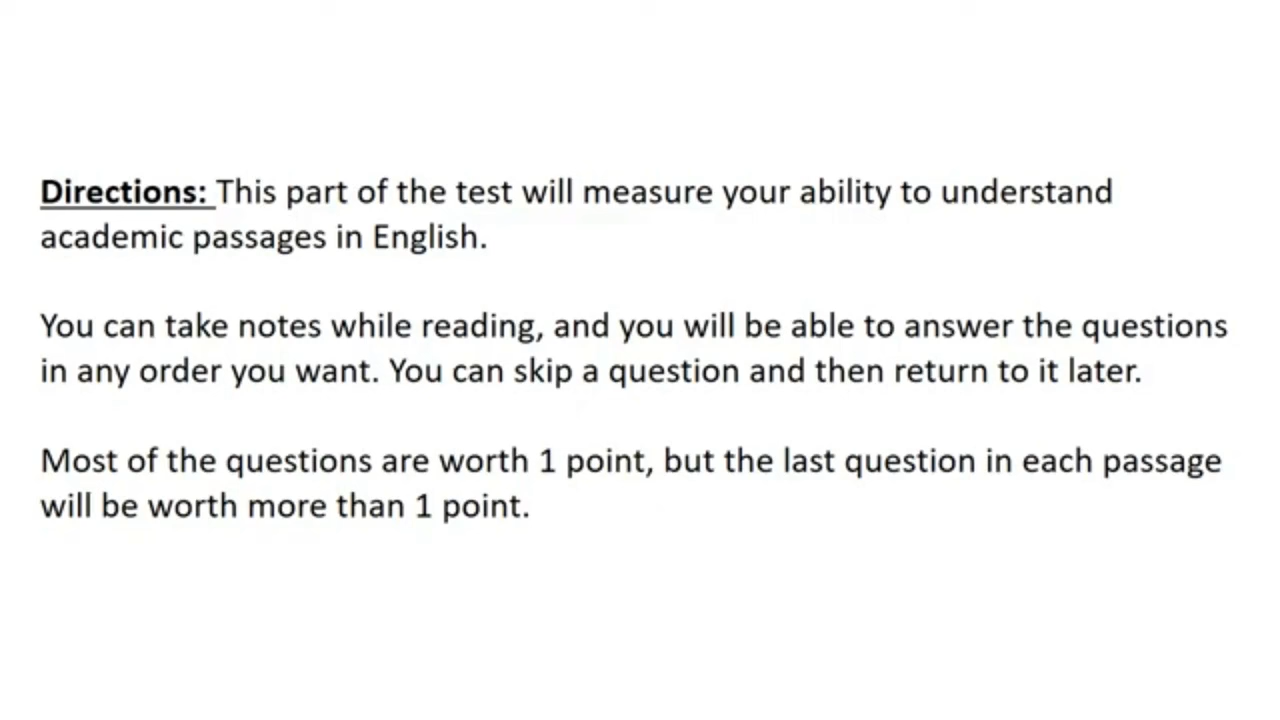 Directions: This part of the test will measure your ability to understand
academic passages in English.
You can take notes while reading, and you will be able to answer the questions
in any order you want. You can skip a question and then return to it later.
Most of the questions are worth 1 point, but the last question in each passage
will be worth more than 1 point.